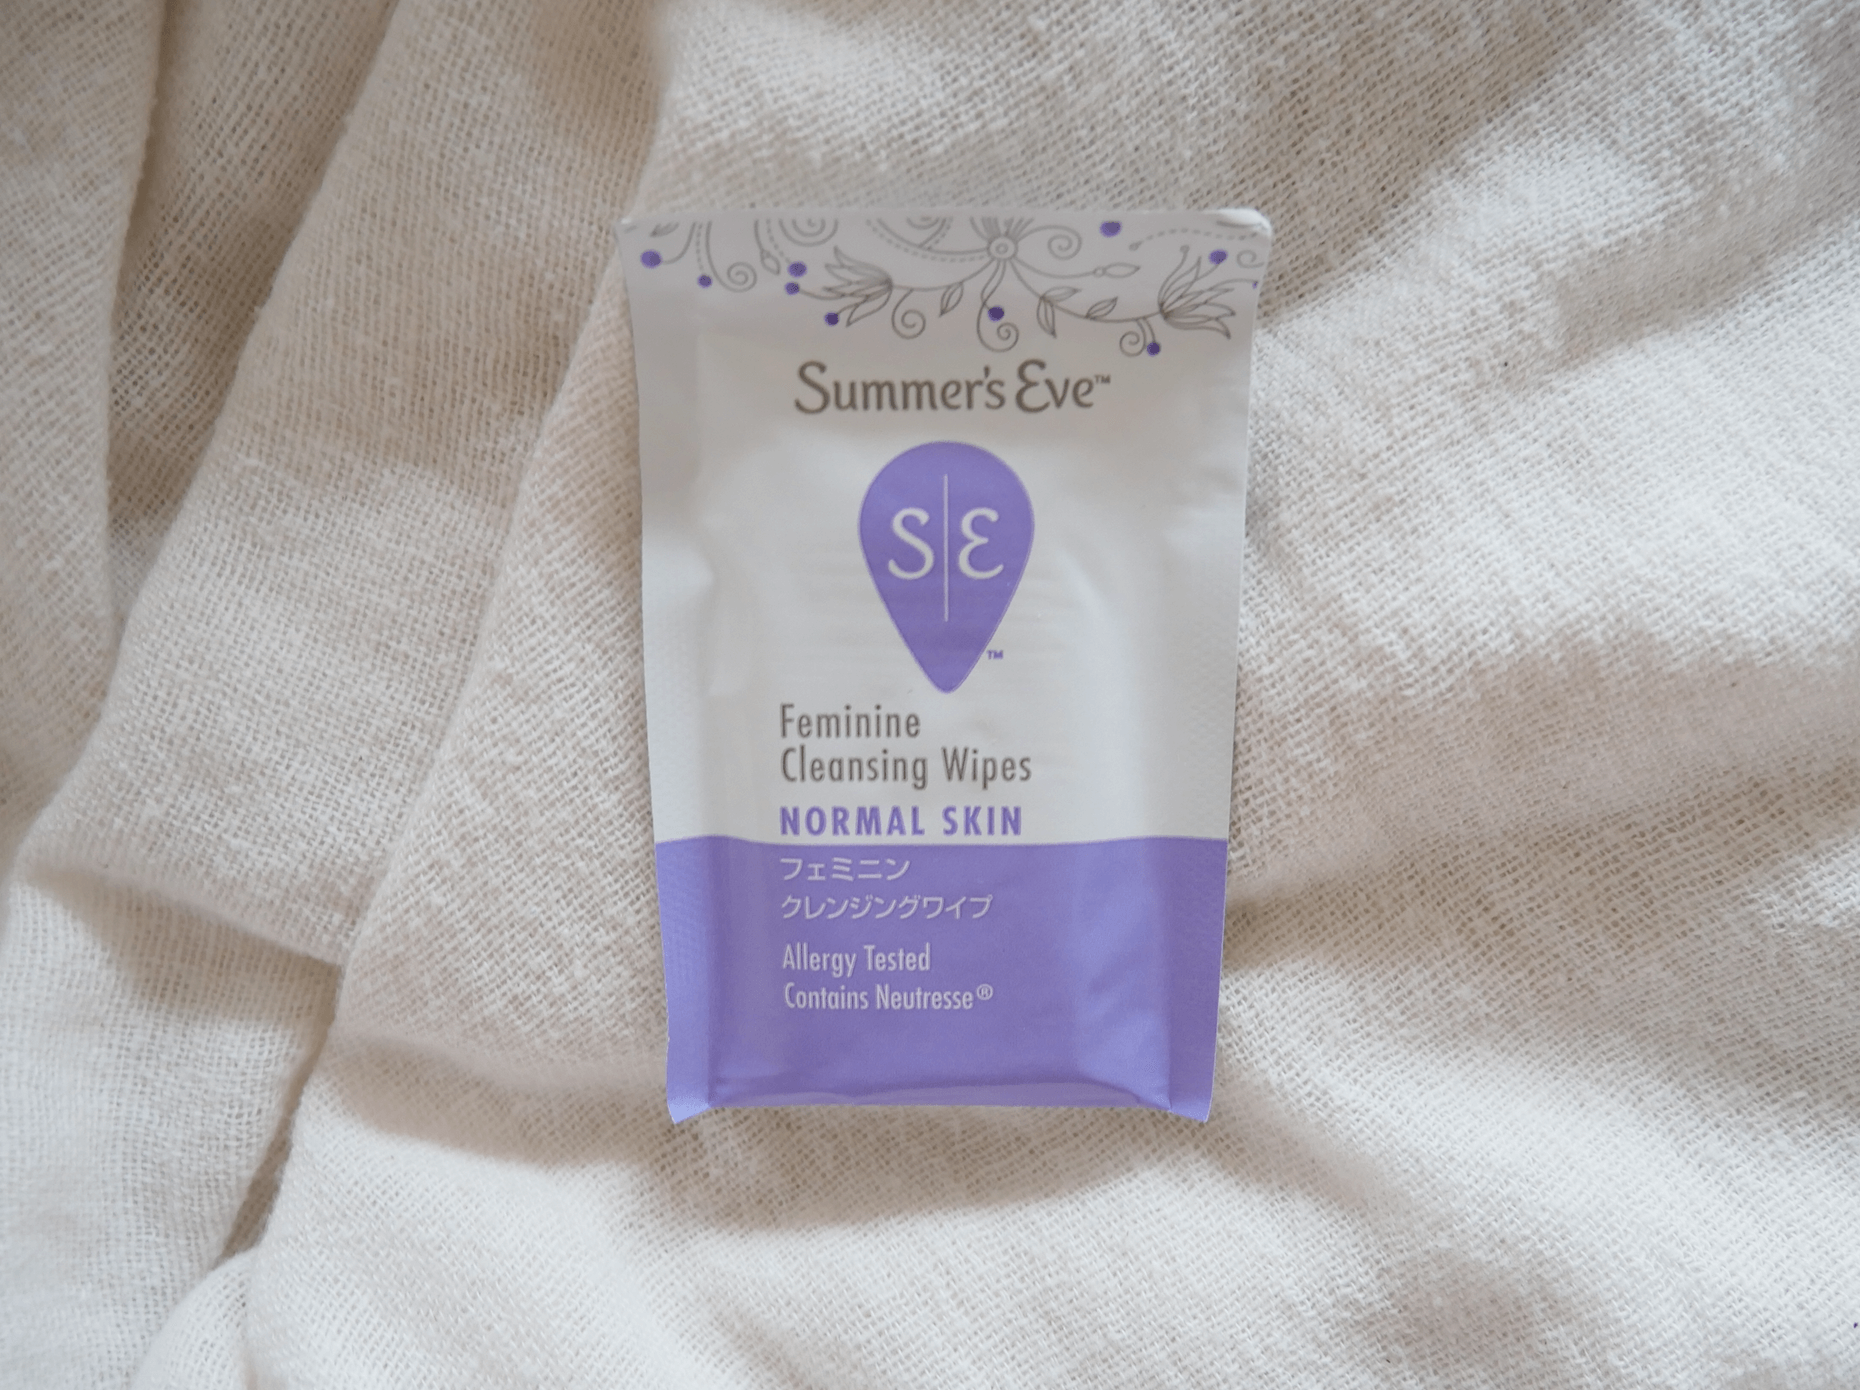 Summer's Eve™
S|E
™
Feminine
Cleansing Wipes
NORMAL SKIN
フェミニン
クレンジングワイプ
Allergy Tested
Contains Neutresse®